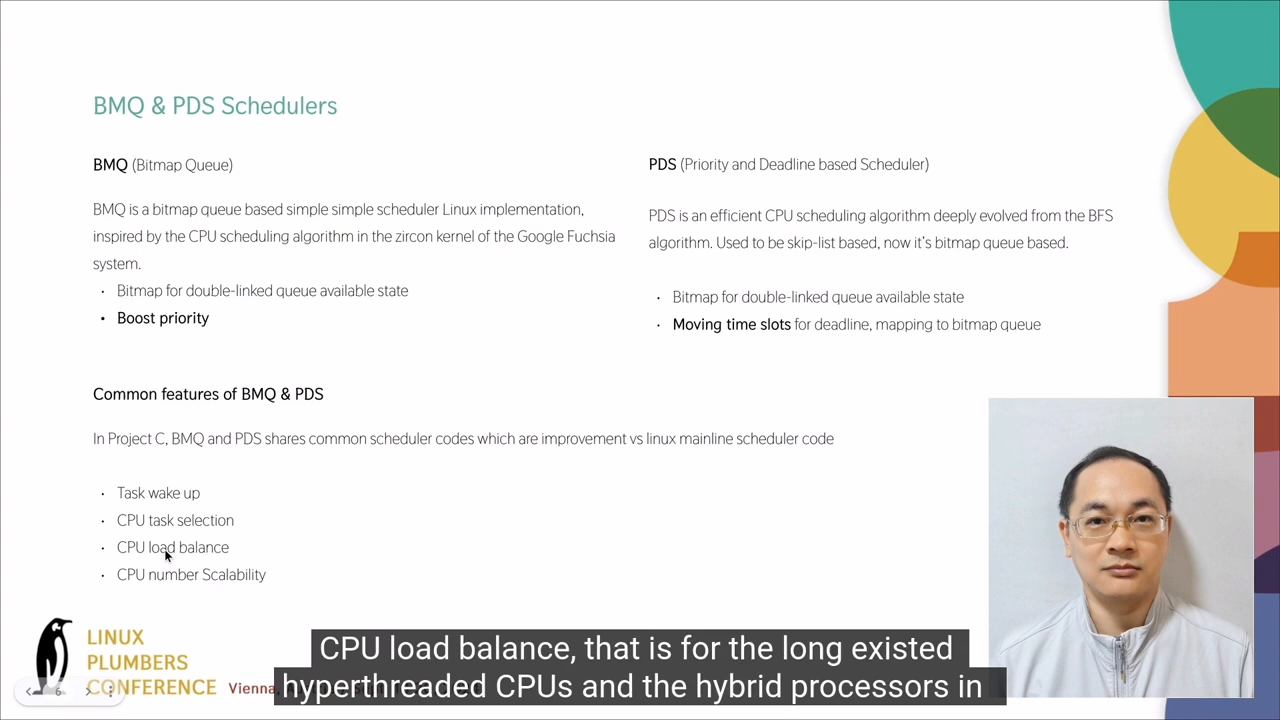 BMQ & PDS Schedulers
BMQ (Bitmap Queue)
BMQ is a bitmap queue based simple simple scheduler Linux implementation,
inspired by the CPU scheduling algorithm in the zircon kernel of the Google Fuchsia
system.
• Bitmap for double-linked queue available state
• Boost priority
PDS (Priority and Deadline based Scheduler)
PDS is an efficient CPU scheduling algorithm deeply evolved from the BFS
algorithm. Used to be skip-list based, now it's bitmap queue based.
• Bitmap for double-linked queue available state
• Moving time slots for deadline, mapping to bitmap queue
Common features of BMQ & PDS
In Project C, BMQ and PDS shares common scheduler codes which are improvement vs linux mainline scheduler code
• Task wake up
• CPU task selection
• CPU load balance
• CPU number Scalability
LINUX
PLUMBERS
CONFERENCE
Vienna,
6
CPU load balance, that is for the long existed
hyperthreaded CPUs and the hybrid processors in